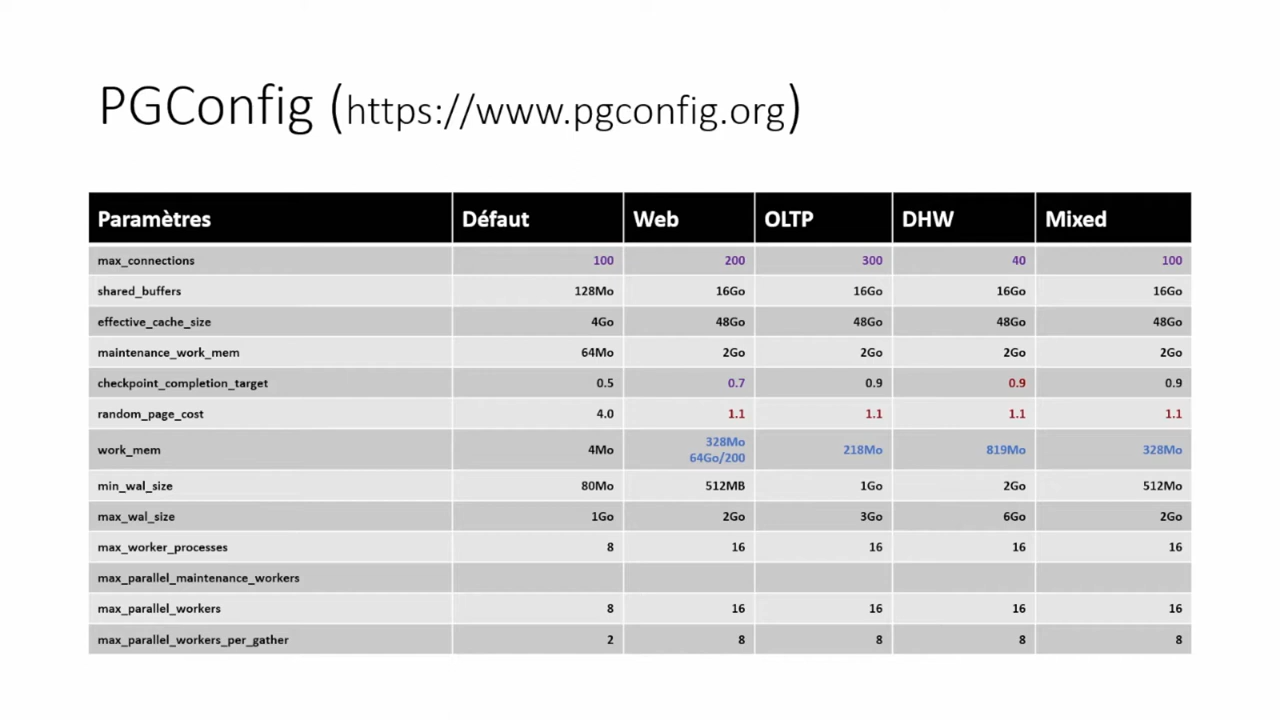 PGConfig (https://www.pgconfig.org)
Paramètres Défaut Web OLTP DHW Mixed
max_connections 100 200 300 40 100
shared_buffers 128Mo 16Go 16Go 16Go 16Go
effective_cache_size 4Go 48Go 48Go 48Go 48Go
maintenance_work_mem 64Mo 2Go 2Go 2Go 2Go
checkpoint_completion_target 0.5 0.7 0.9 0.9 0.9
random_page_cost 4.0 1.1 1.1 1.1 1.1
work_mem 4Mo 328Mo 64Go/200 218Mo 819Mo 328Mo
min_wal_size 80Mo 512MB 1Go 2Go 512Mo
max_wal_size 1Go 2Go 3Go 6Go 2Go
max_worker_processes 8 16 16 16 16
max_parallel_maintenance_workers
max_parallel_workers 8 16 16 16 16
max_parallel_workers_per_gather 2 8 8 8 8